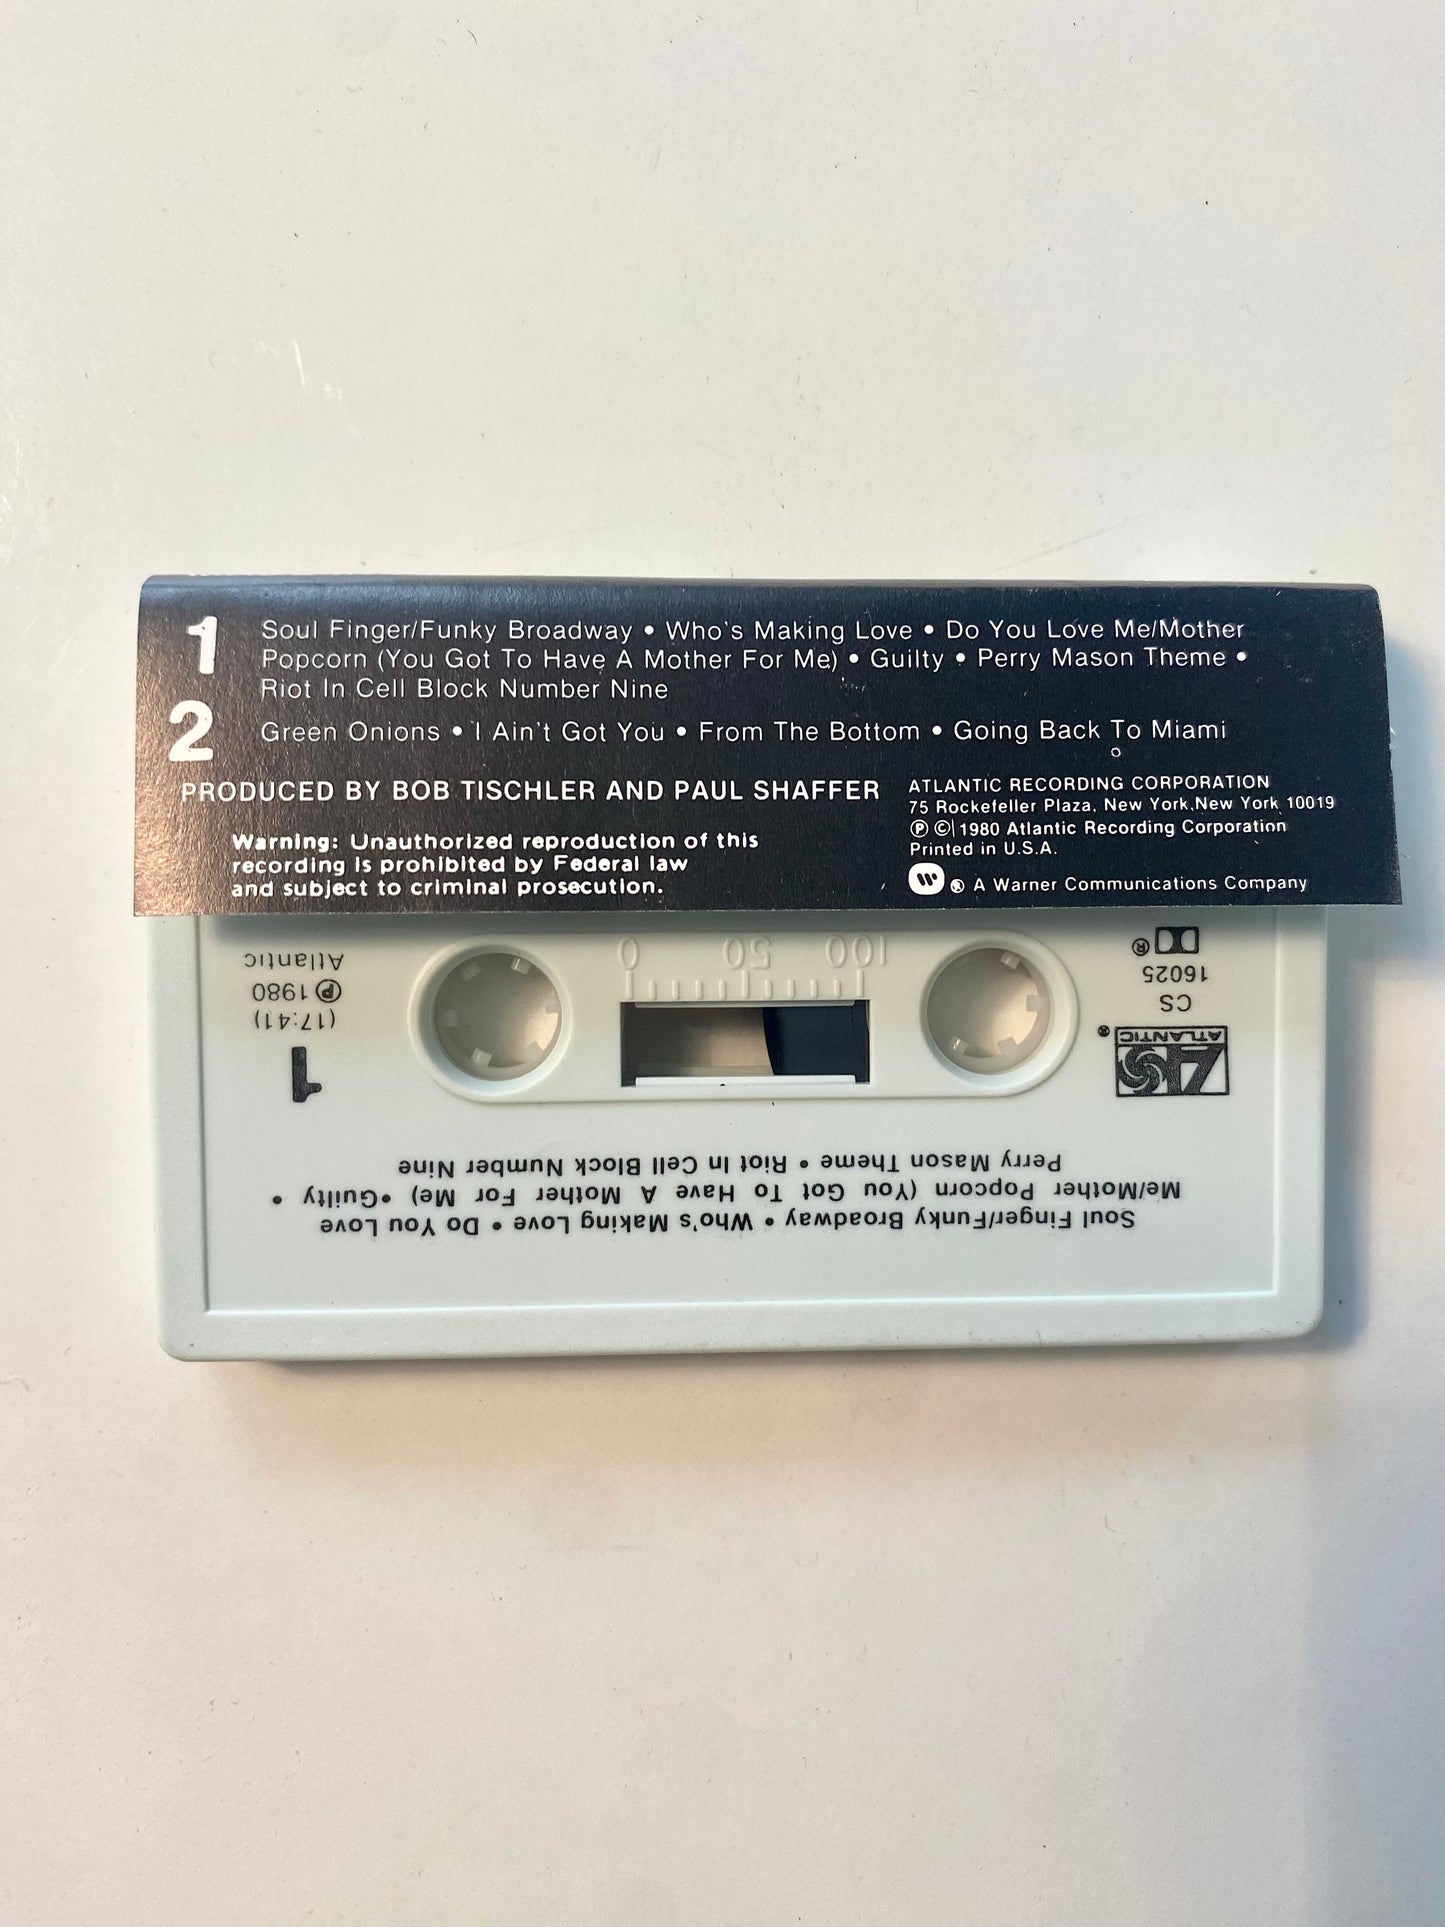 1
Soul Finger/Funky Broadway • Who's Making Love • Do You Love Me/Mother
Popcorn (You Got To Have A Mother For Me) • Guilty • Perry Mason Theme •
Riot In Cell Block Number Nine
2
Green Onions • I Ain't Got You • From The Bottom • Going Back To Miami
PRODUCED BY BOB TISCHLER AND PAUL SHAFFER
Warning: Unauthorized reproduction of this
recording is prohibited by Federal law
and subject to criminal prosecution.
ATLANTIC RECORDING CORPORATION
75 Rockefeller Plaza, New York, New York 10019
℗ © 1980 Atlantic Recording Corporation
Printed in U.S.A.
® A Warner Communications Company
Soul Finger/Funky Broadway • Who's Making Love • Do You Love
Me/Mother Popcorn (You Got To Have A Mother For Me) • Guilty •
Perry Mason Theme • Riot In Cell Block Number Nine
ATLANTIC ®
CS
16025
®
1
(17:41)
℗ 1980
Atlantic
100 50 0